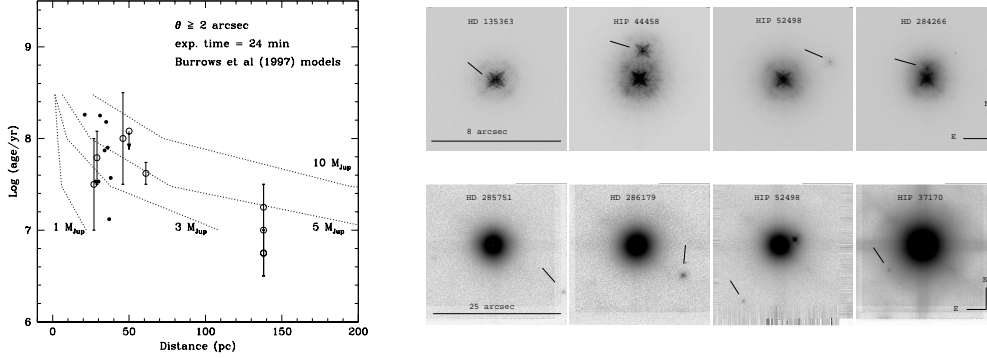 θ ≥ 2 arcsec
exp. time = 24 min
Burrows et al (1997) models
10 M_Jup
1 M_Jup
3 M_Jup
5 M_Jup
Log (age/yr)
9
8
7
6
0
50
100
150
200
Distance (pc)
HD 135363
HIP 44458
HIP 52498
HD 284266
8 arcsec
N
E
HD 285751
HD 286179
HIP 52498
HIP 37170
25 arcsec
N
E